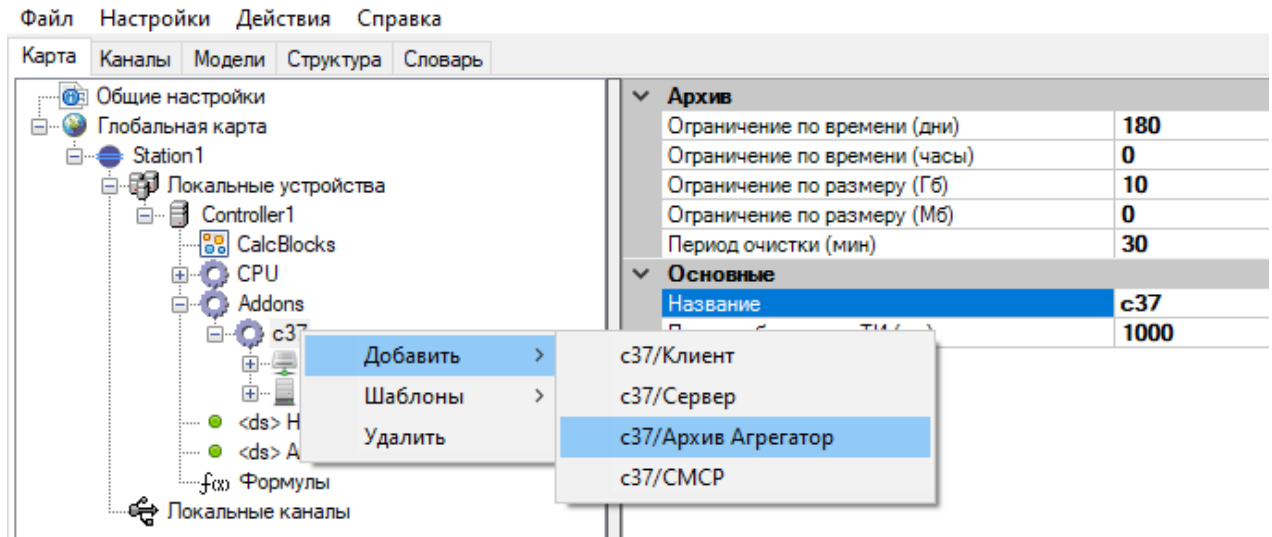 Файл Настройки Действия Справка
Карта Каналы Модели Структура Словарь
Общие настройки
Глобальная карта
Station1
Локальные устройства
Controller1
CalcBlocks
CPU
Addons
c37
<ds> H
<ds> A
Формулы
Локальные каналы
Архив
Ограничение по времени (дни) 180
Ограничение по времени (часы) 0
Ограничение по размеру (Гб) 10
Ограничение по размеру (Мб) 0
Период очистки (мин) 30
Основные
Название c37
1000
Добавить
Шаблоны
Удалить
c37/Клиент
c37/Сервер
c37/Архив Агрегатор
c37/СМСР